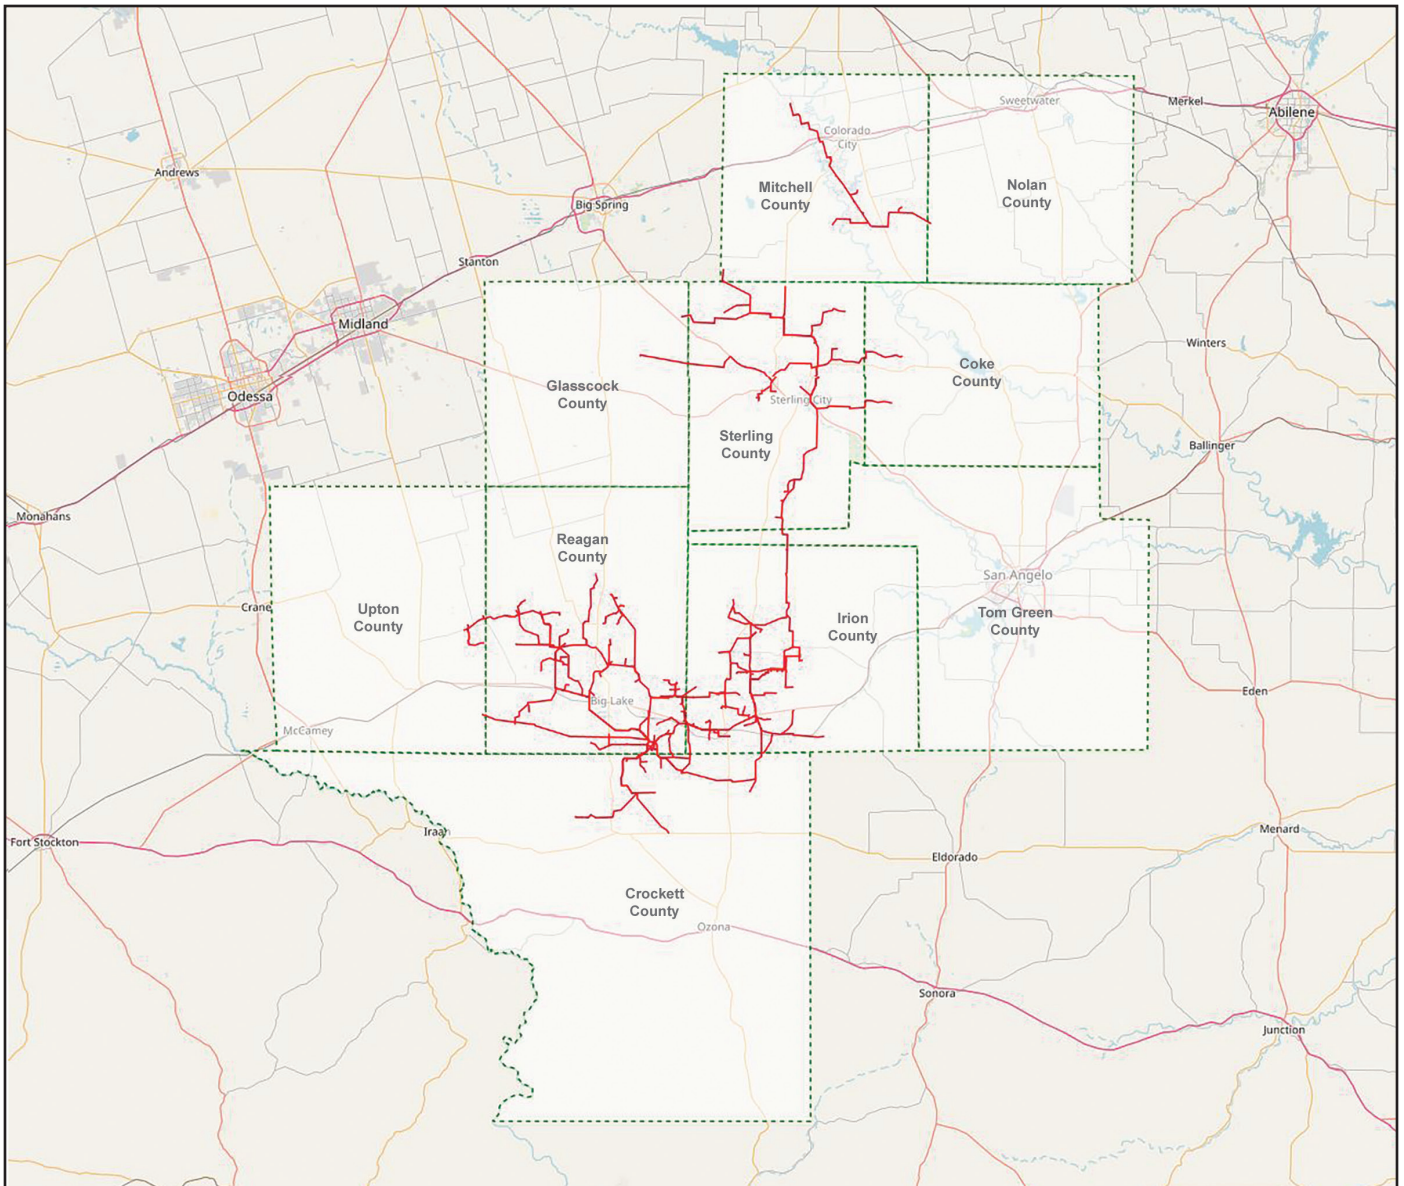 Sweetwater
Merkel
Abilene
Colorado
City
Andrews
Mitchell
County
Nolan
County
Big Spring
Stanton
Midland
Winters
Coke
County
Glasscock
County
Odessa
Sterling City
Sterling
County
Ballinger
Monahans
Reagan
County
San Angelo
Crane
Upton
County
Irion
County
Tom Green
County
Eden
Big Lake
McCamey
Iraan
Menard
Fort Stockton
Eldorado
Crockett
County
Ozona
Sonora
Junction